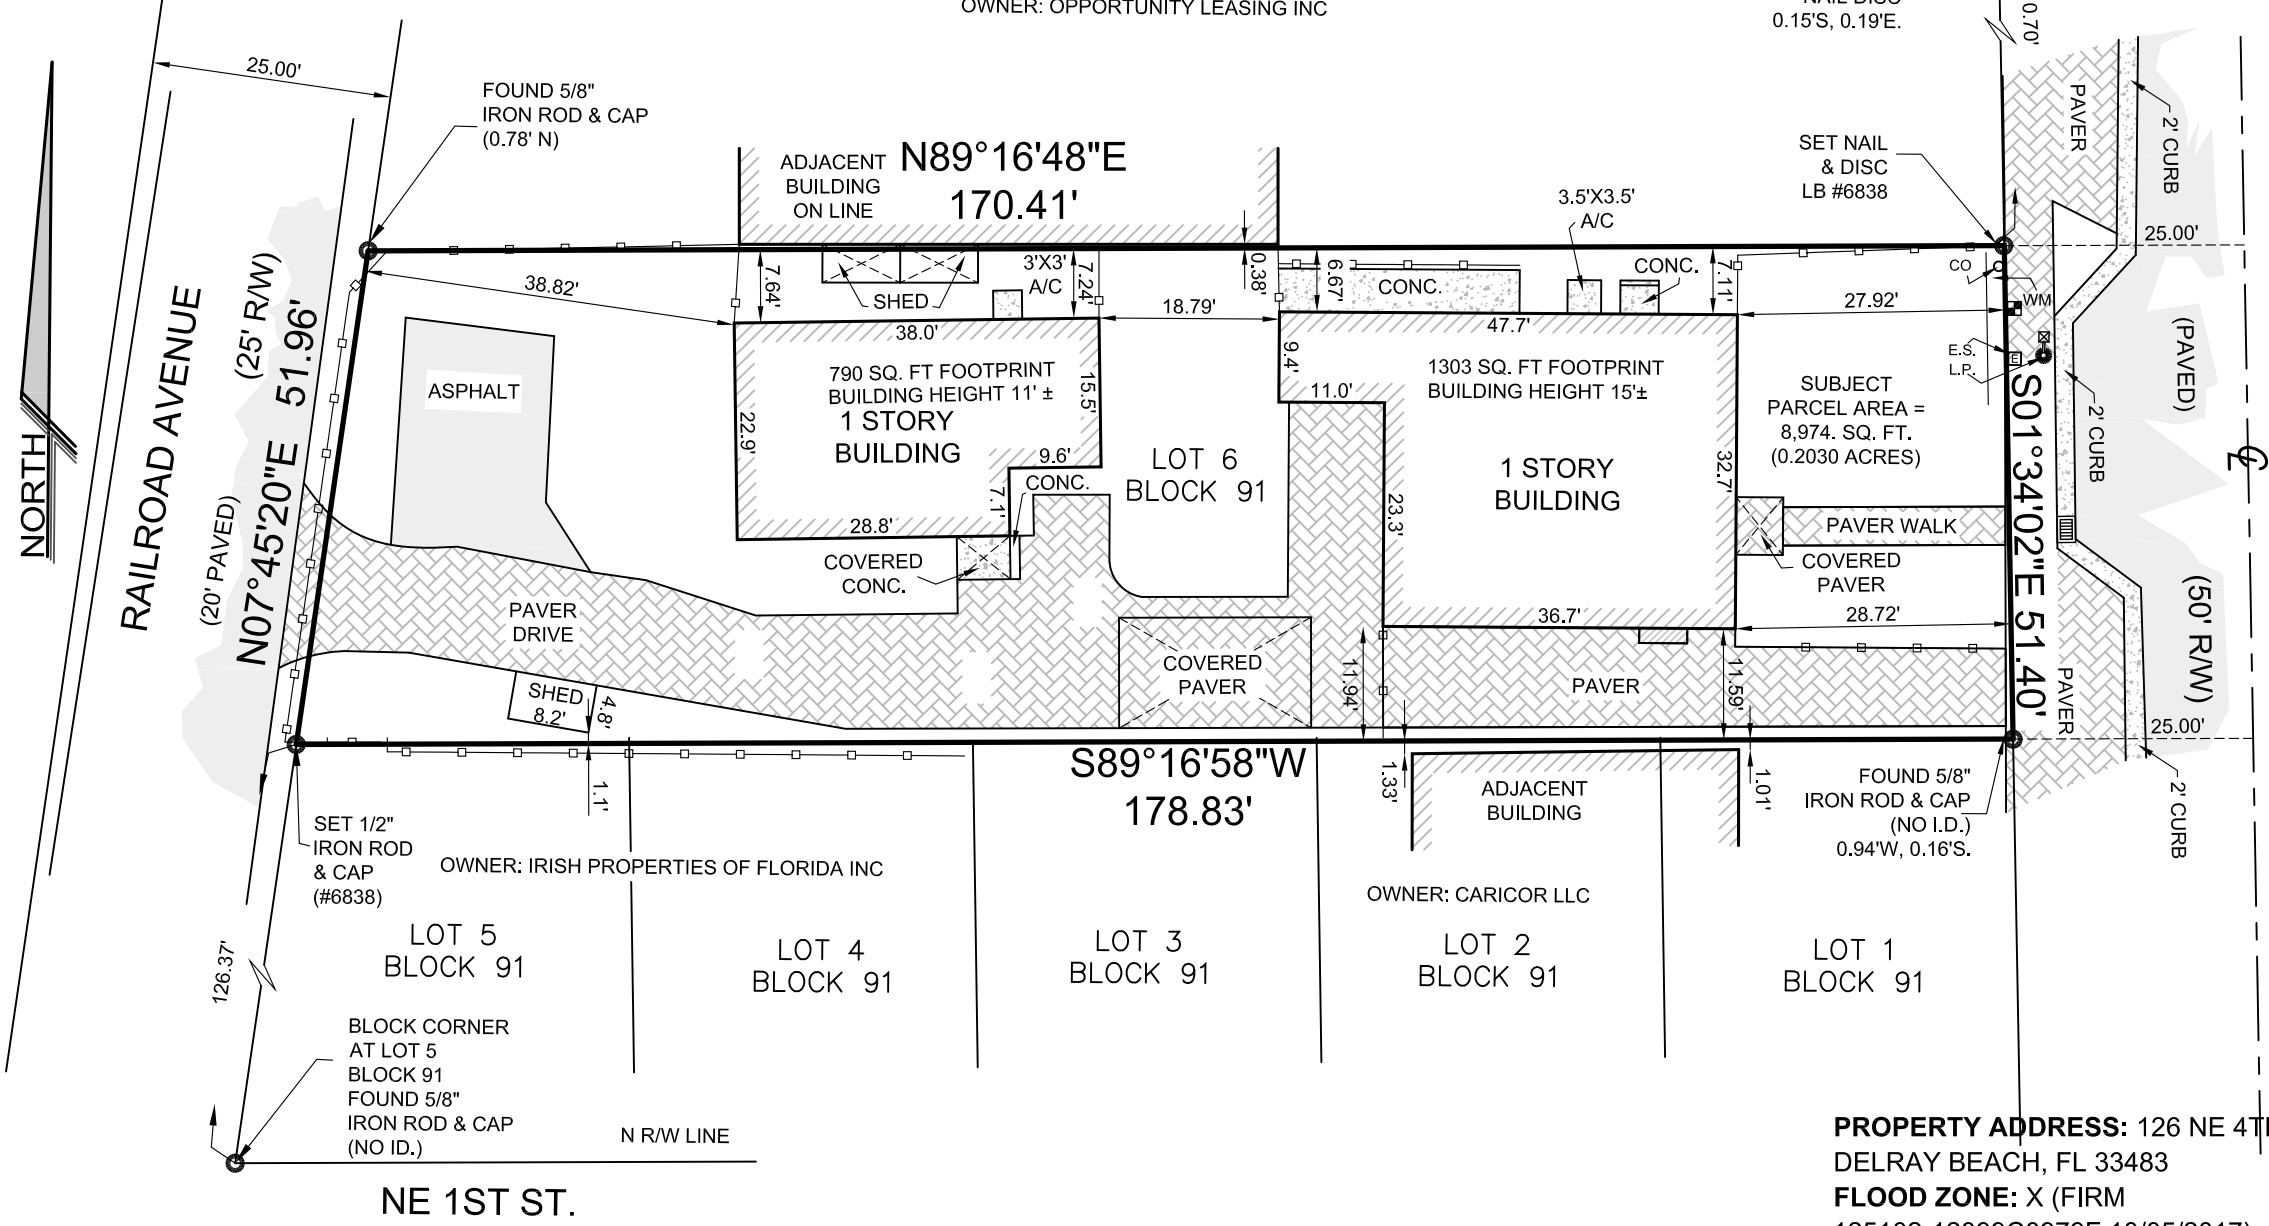 OWNER: OPPORTUNITY LEASING INC
NAIL DISC
0.15'S, 0.19'E.
0.70'
25.00'
FOUND 5/8"
IRON ROD & CAP
(0.78' N)
ADJACENT
BUILDING
ON LINE
N89°16'48"E
170.41'
3.5'X3.5'
A/C
SET NAIL
& DISC
LB #6838
PAVER
2' CURB
25.00'
NORTH
RAILROAD AVENUE
(25' R/W)
(20' PAVED)
N07°45'20"E 51.96'
38.82'
7.64'
SHED
3'X3'
A/C
7.24'
18.79'
0.38'
6.67'
CONC.
CONC.
7.11'
27.92'
CO
WM
E.S.
E
L.P.
(PAVED)
2' CURB
CL
ASPHALT
38.0'
790 SQ. FT FOOTPRINT
BUILDING HEIGHT 11' ±
1 STORY
BUILDING
22.9'
15.5'
9.6'
7.1'
28.8'
CONC.
COVERED
CONC.
LOT 6
BLOCK 91
47.7'
9.4'
11.0'
1303 SQ. FT FOOTPRINT
BUILDING HEIGHT 15'±
1 STORY
BUILDING
23.3'
32.7'
36.7'
SUBJECT
PARCEL AREA =
8,974. SQ. FT.
(0.2030 ACRES)
S01°34'02"E 51.40'
PAVER WALK
COVERED
PAVER
28.72'
(50' R/W)
PAVER
DRIVE
SHED
8.2'
4.8'
COVERED
PAVER
11.94'
PAVER
11.59'
PAVER
25.00'
2' CURB
S89°16'58"W
178.83'
1.1'
1.33'
ADJACENT
BUILDING
1.01'
FOUND 5/8"
IRON ROD & CAP
(NO I.D.)
0.94'W, 0.16'S.
SET 1/2"
IRON ROD
& CAP
(#6838)
OWNER: IRISH PROPERTIES OF FLORIDA INC
OWNER: CARICOR LLC
126.37'
LOT 5
BLOCK 91
LOT 4
BLOCK 91
LOT 3
BLOCK 91
LOT 2
BLOCK 91
LOT 1
BLOCK 91
BLOCK CORNER
AT LOT 5
BLOCK 91
FOUND 5/8"
IRON ROD & CAP
(NO ID.)
N R/W LINE
NE 1ST ST.
PROPERTY ADDRESS: 126 NE 4TH
DELRAY BEACH, FL 33483
FLOOD ZONE: X (FIRM